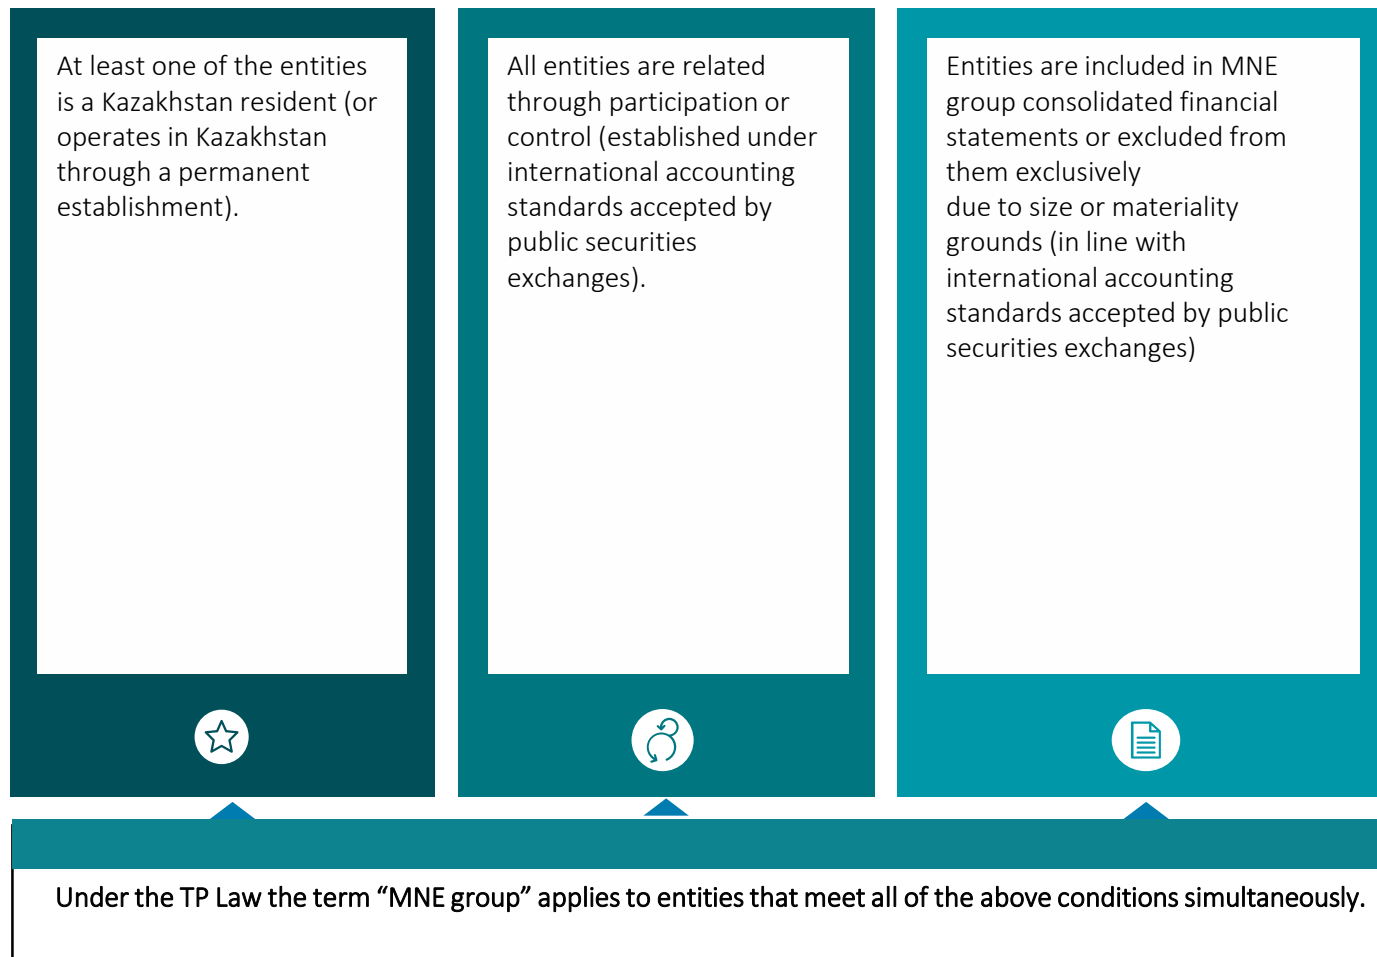 At least one of the entities
is a Kazakhstan resident (or
operates in Kazakhstan
through a permanent
establishment).
All entities are related
through participation or
control (established under
international accounting
standards accepted by
public securities
exchanges).
Entities are included in MNE
group consolidated financial
statements or excluded from
them exclusively
due to size or materiality
grounds (in line with
international accounting
standards accepted by public
securities exchanges)
Under the TP Law the term “MNE group” applies to entities that meet all of the above conditions simultaneously.